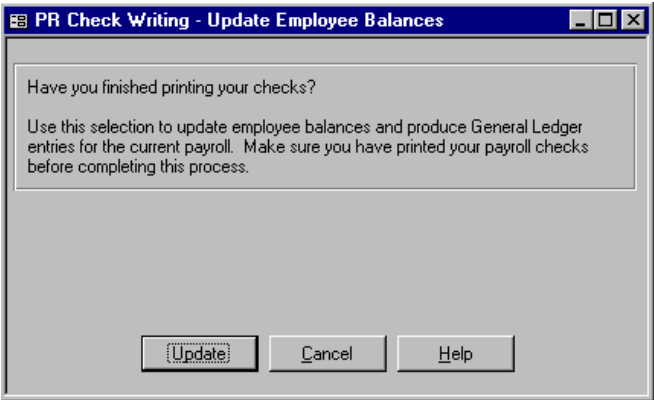 PR Check Writing - Update Employee Balances
Have you finished printing your checks?
Use this selection to update employee balances and produce General Ledger
entries for the current payroll.  Make sure you have printed your payroll checks
before completing this process.
Update
Cancel
Help